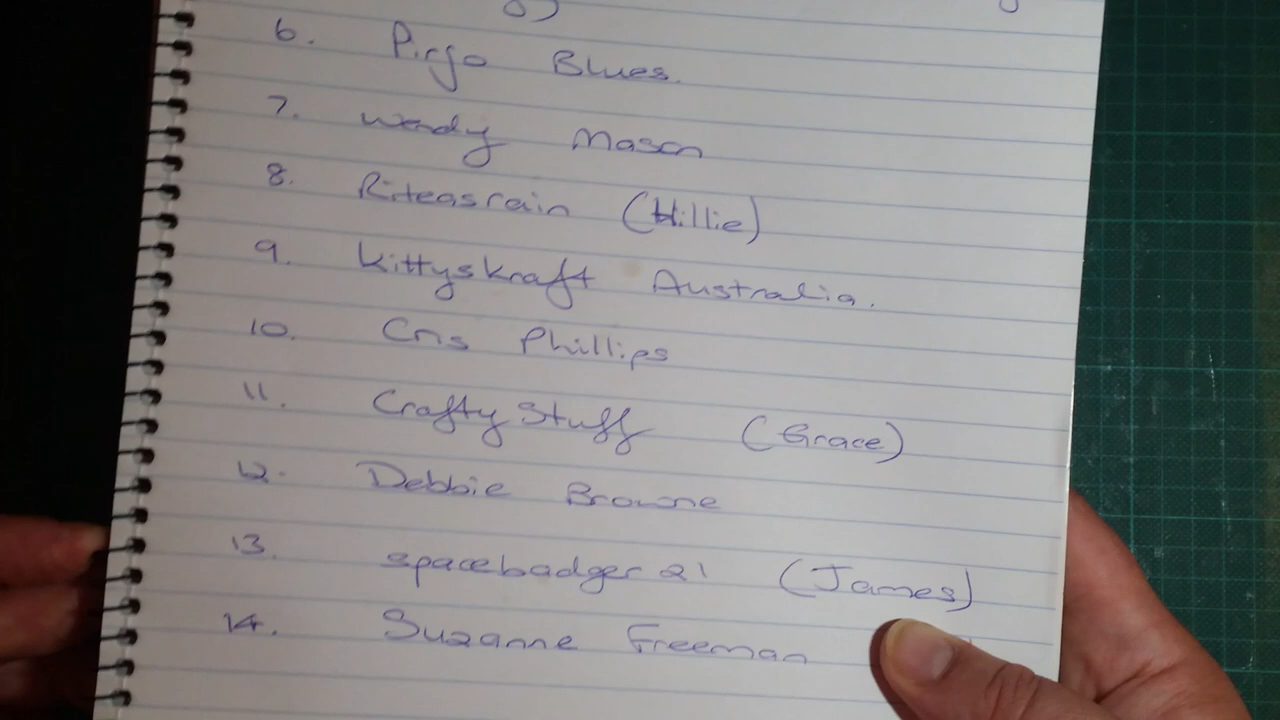 6. Pirjo Blues.
7. Wendy Mason
8. Riteasrain (Hillie)
9. Kittyskraft Australia.
10. Cris Phillips
11. Crafty Stuff (Grace)
12. Debbie Browne
13. spacebadger 21 (James)
14. Suzanne Freeman